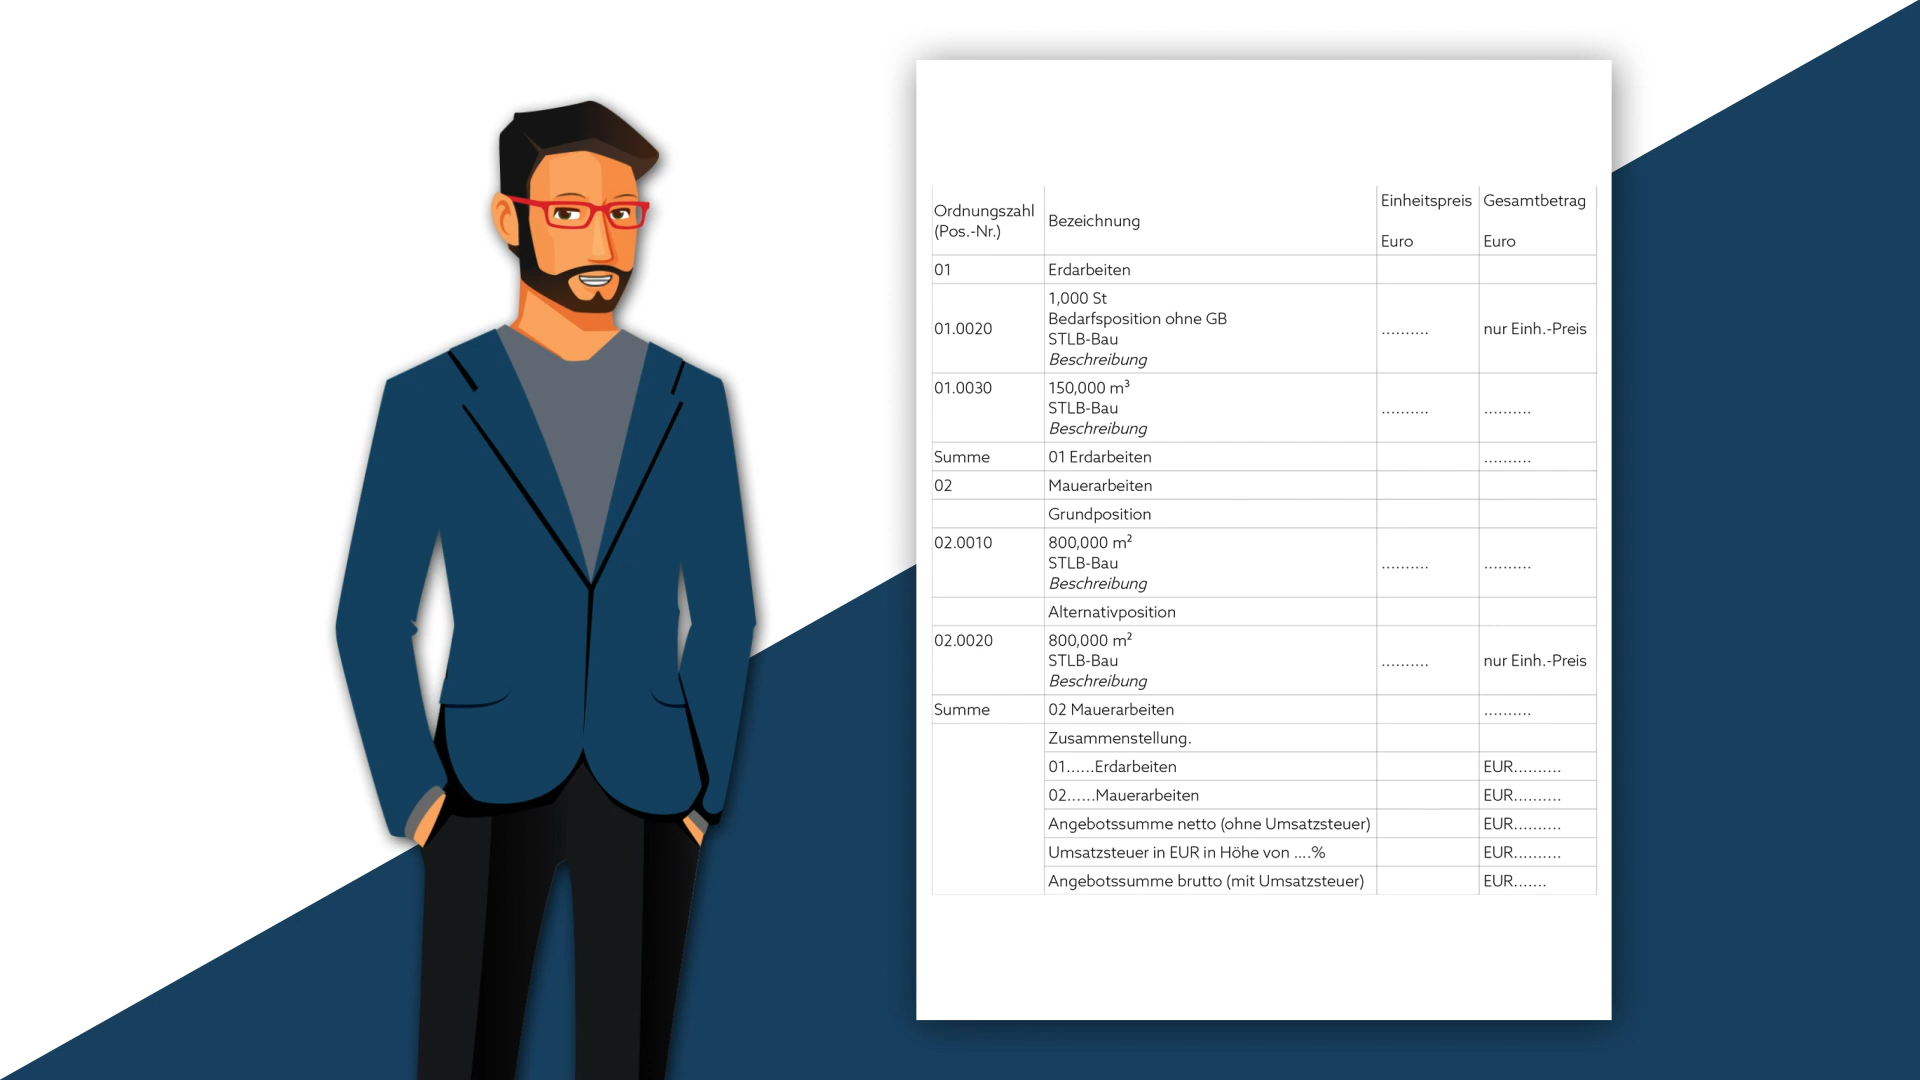 Ordnungszahl
(Pos.-Nr.)
Bezeichnung
Einheitspreis
Euro
Gesamtbetrag
Euro
01
Erdarbeiten
01.0020
1,000 St
Bedarfsposition ohne GB
STLB-Bau
Beschreibung
..........
nur Einh.-Preis
01.0030
150,000 m³
STLB-Bau
Beschreibung
..........
..........
Summe
01 Erdarbeiten
..........
02
Mauerarbeiten
Grundposition
02.0010
800,000 m²
STLB-Bau
Beschreibung
..........
..........
Alternativposition
02.0020
800,000 m²
STLB-Bau
Beschreibung
..........
nur Einh.-Preis
Summe
02 Mauerarbeiten
..........
Zusammenstellung.
01......Erdarbeiten
EUR..........
02......Mauerarbeiten
EUR..........
Angebotssumme netto (ohne Umsatzsteuer)
EUR..........
Umsatzsteuer in EUR in Höhe von ....%
EUR..........
Angebotssumme brutto (mit Umsatzsteuer)
EUR.......